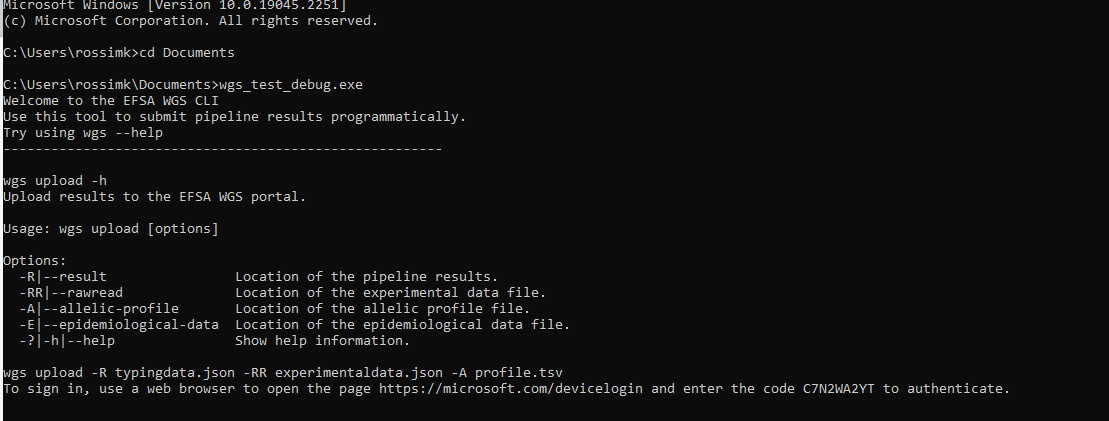 Microsoft Windows [Version 10.0.19045.2251]
(c) Microsoft Corporation. All rights reserved.
C:\Users\rossimk>cd Documents
C:\Users\rossimk\Documents>wgs_test_debug.exe
Welcome to the EFSA WGS CLI
Use this tool to submit pipeline results programmatically.
Try using wgs --help
-------------------------------------------------------
wgs upload -h
Upload results to the EFSA WGS portal.
Usage: wgs upload [options]
Options:
-R|--result Location of the pipeline results.
-RR|--rawread Location of the experimental data file.
-A|--allelic-profile Location of the allelic profile file.
-E|--epidemiological-data Location of the epidemiological data file.
-?|-h|--help Show help information.
wgs upload -R typingdata.json -RR experimentaldata.json -A profile.tsv
To sign in, use a web browser to open the page https://microsoft.com/devicelogin and enter the code C7N2WA2YT to authenticate.